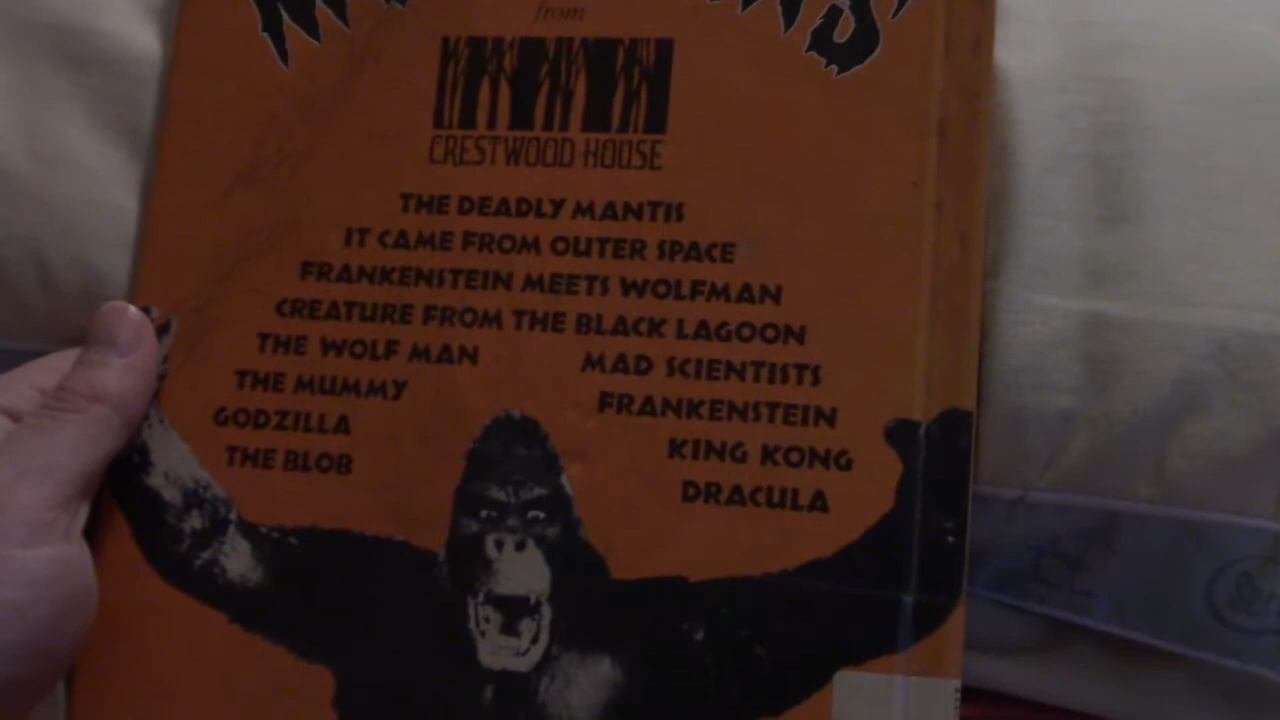 from
CRESTWOOD HOUSE
THE DEADLY MANTIS
IT CAME FROM OUTER SPACE
FRANKENSTEIN MEETS WOLFMAN
CREATURE FROM THE BLACK LAGOON
THE WOLF MAN
MAD SCIENTISTS
THE MUMMY
FRANKENSTEIN
GODZILLA
KING KONG
THE BLOB
DRACULA